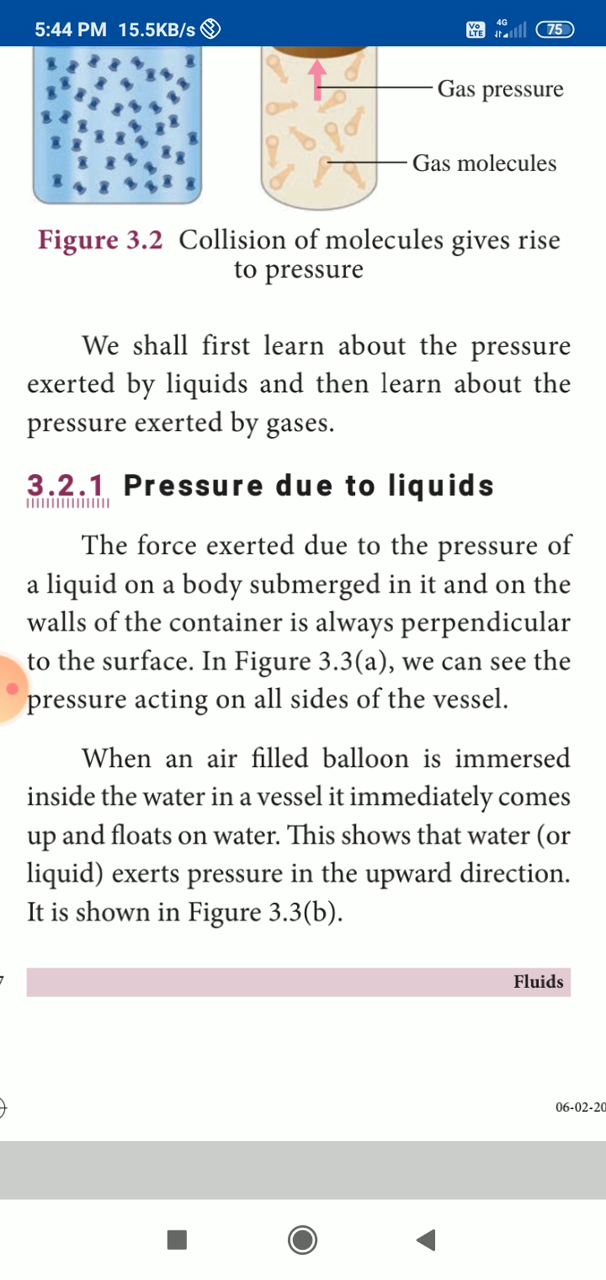 5:44 PM 15.5KB/s
Vo LTE 4G 75
Gas pressure
Gas molecules
Figure 3.2 Collision of molecules gives rise
to pressure
We shall first learn about the pressure
exerted by liquids and then learn about the
pressure exerted by gases.
3.2.1 Pressure due to liquids
The force exerted due to the pressure of
a liquid on a body submerged in it and on the
walls of the container is always perpendicular
to the surface. In Figure 3.3(a), we can see the
pressure acting on all sides of the vessel.
When an air filled balloon is immersed
inside the water in a vessel it immediately comes
up and floats on water. This shows that water (or
liquid) exerts pressure in the upward direction.
It is shown in Figure 3.3(b).
Fluids
06-02-20